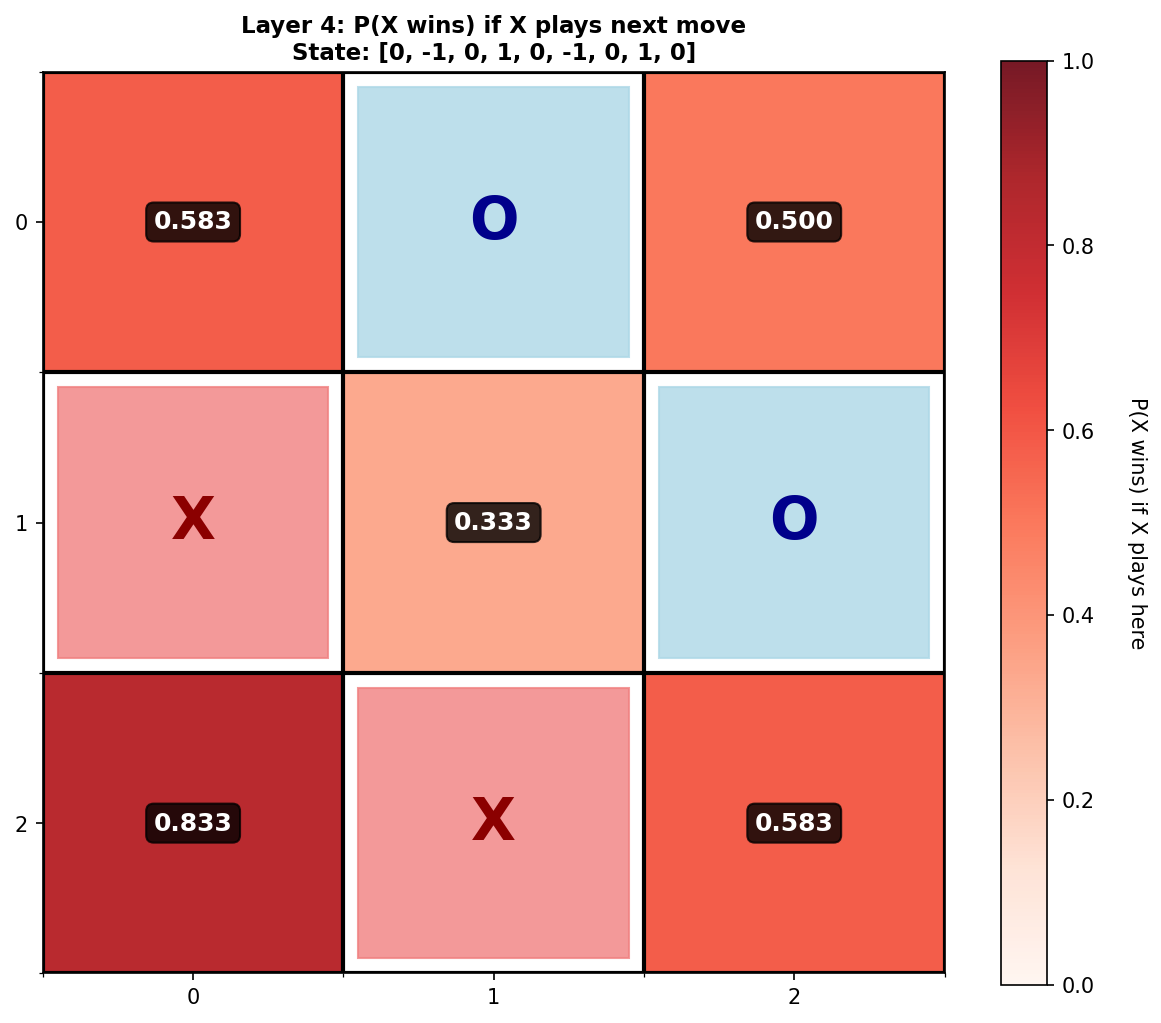 Layer 4: P(X wins) if X plays next move
State: [0, -1, 0, 1, 0, -1, 0, 1, 0]
0.583 O 0.500
X 0.333 O
0.833 X 0.583
0
1
2
0 1 2
1.0
0.8
0.6
0.4
0.2
0.0
P(X wins) if X plays here